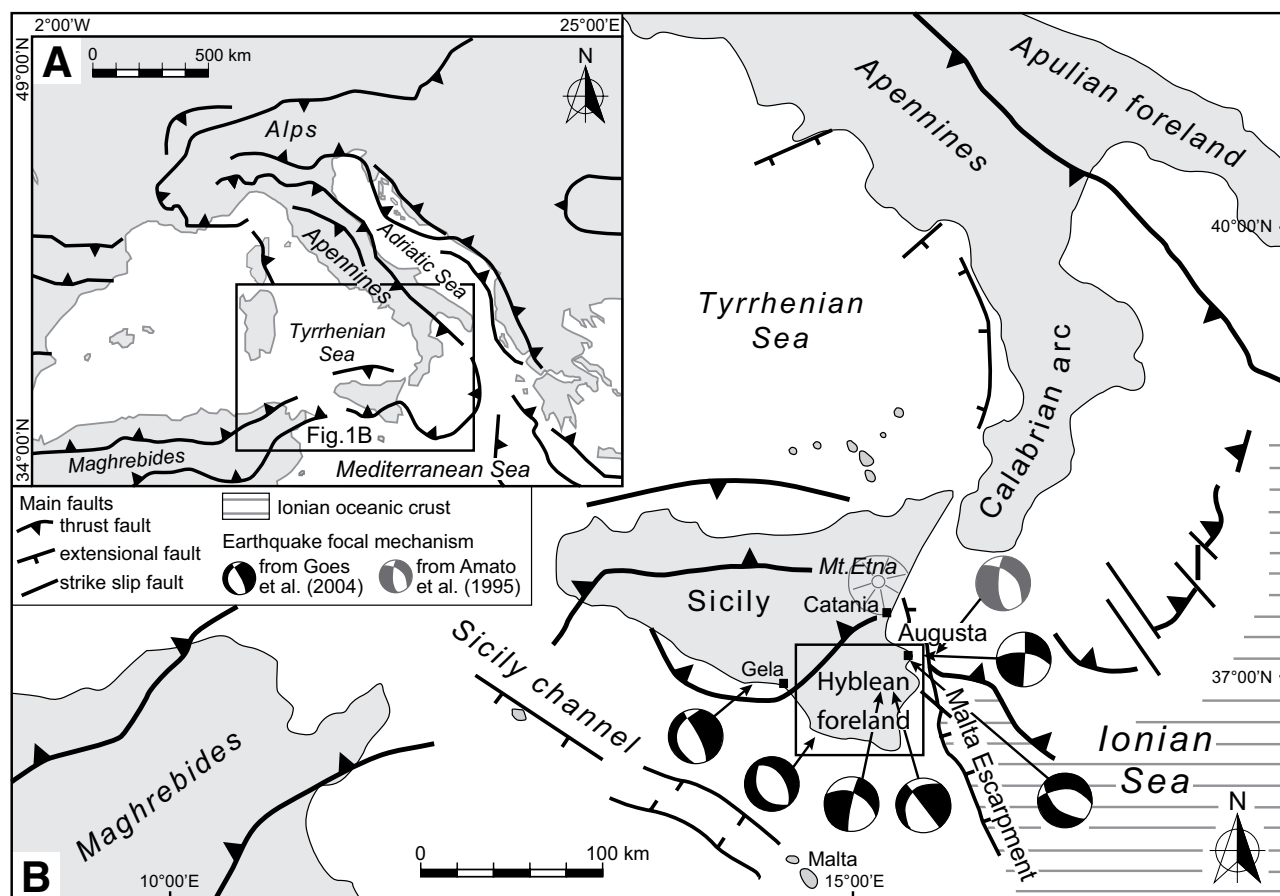 2°00'W
25°00'E
49°00'N
34°00'N
A
0 500 km
N
Alps
Apennines
Adriatic Sea
Tyrrhenian
Sea
Fig.1B
Maghrebides
Mediterranean Sea
Main faults
thrust fault
extensional fault
strike slip fault
Ionian oceanic crust
Earthquake focal mechanism
from Goes
et al. (2004)
from Amato
et al. (1995)
Apennines
Apulian foreland
40°00'N
Tyrrhenian
Sea
Calabrian arc
Mt.Etna
Sicily
Catania
Augusta
Gela
Hyblean
foreland
37°00'N
Sicily channel
Malta Escarpment
Ionian
Sea
Maghrebides
B
0 100 km
Malta
N
10°00'E
15°00'E